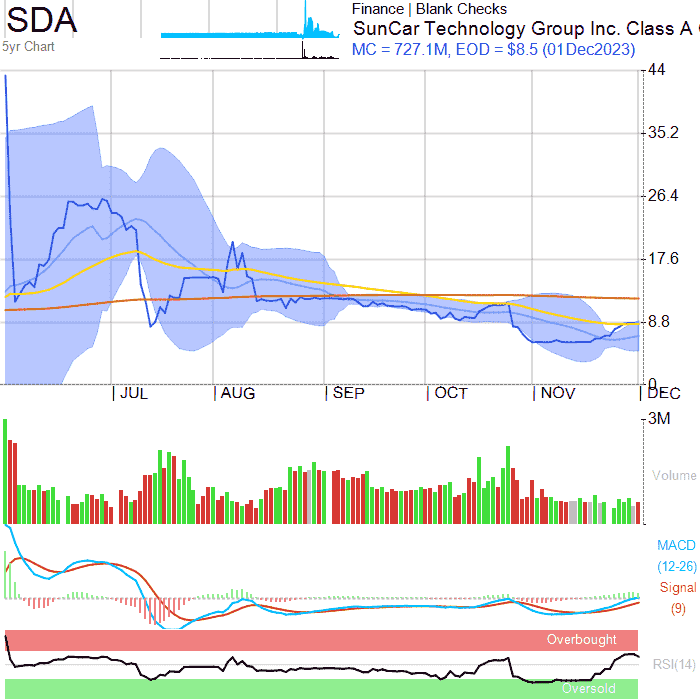 SDA
5yr Chart
Finance | Blank Checks
SunCar Technology Group Inc. Class A
MC = 727.1M, EOD = $8.5 (01Dec2023)
44
35.2
26.4
17.6
8.8
0
JUL
AUG
SEP
OCT
NOV
DEC
3M
Volume
MACD
(12-26)
Signal
(9)
Overbought
RSI(14)
Oversold